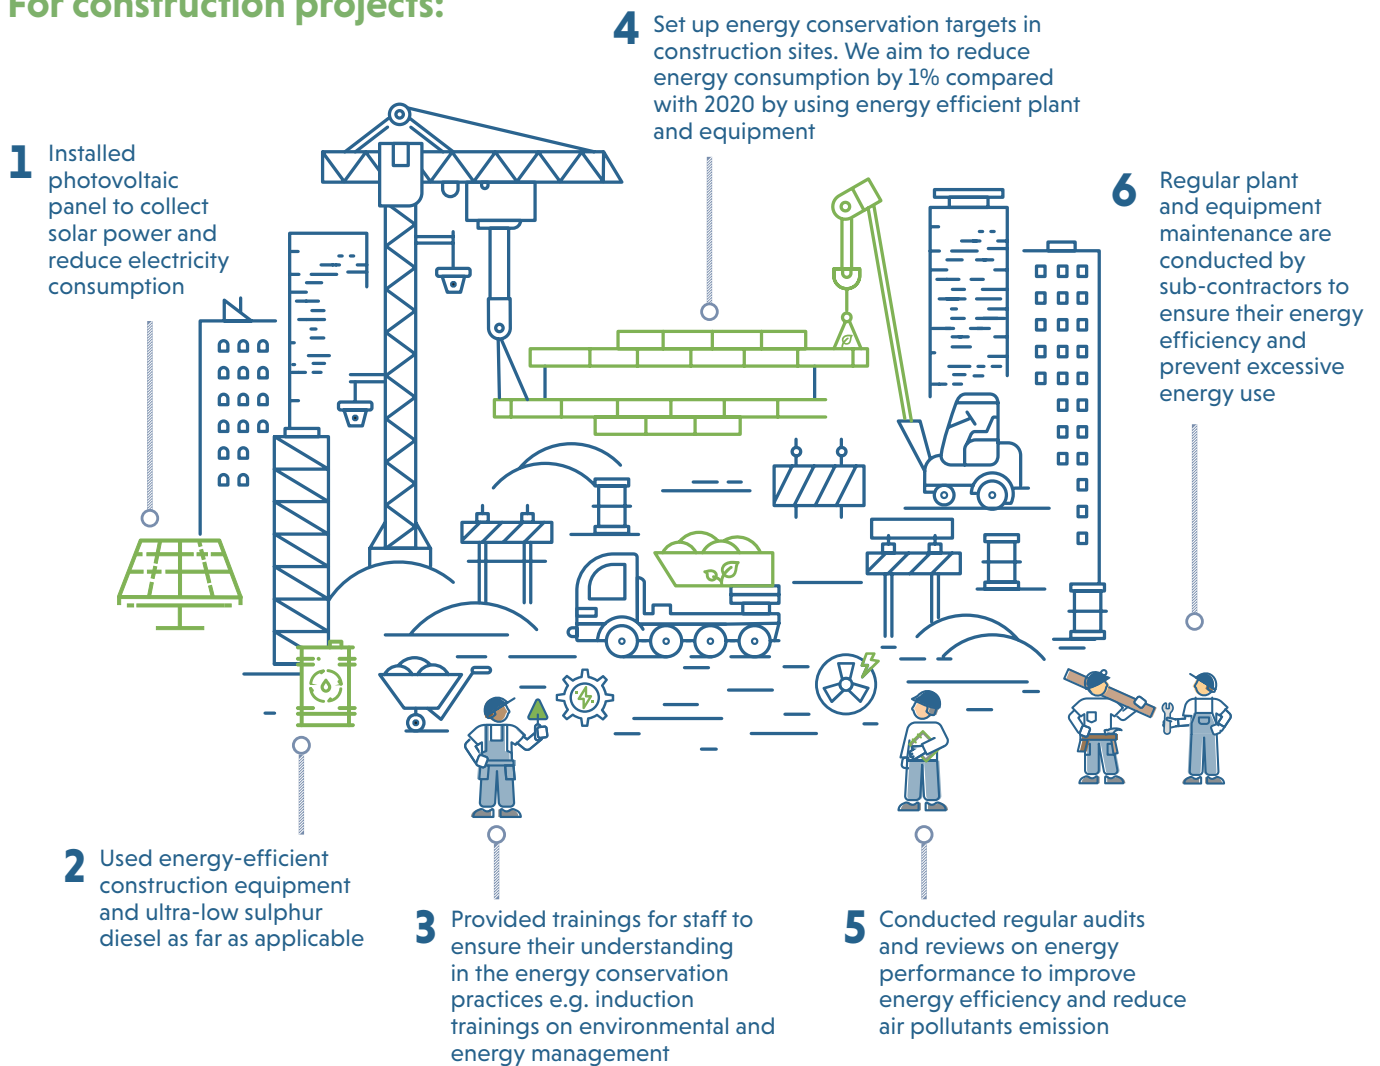 For construction projects:
1 Installed
photovoltaic
panel to collect
solar power and
reduce electricity
consumption
2 Used energy-efficient
construction equipment
and ultra-low sulphur
diesel as far as applicable
3 Provided trainings for staff to
ensure their understanding
in the energy conservation
practices e.g. induction
trainings on environmental and
energy management
4 Set up energy conservation targets in
construction sites. We aim to reduce
energy consumption by 1% compared
with 2020 by using energy efficient plant
and equipment
5 Conducted regular audits
and reviews on energy
performance to improve
energy efficiency and reduce
air pollutants emission
6 Regular plant
and equipment
maintenance are
conducted by
sub-contractors to
ensure their energy
efficiency and
prevent excessive
energy use